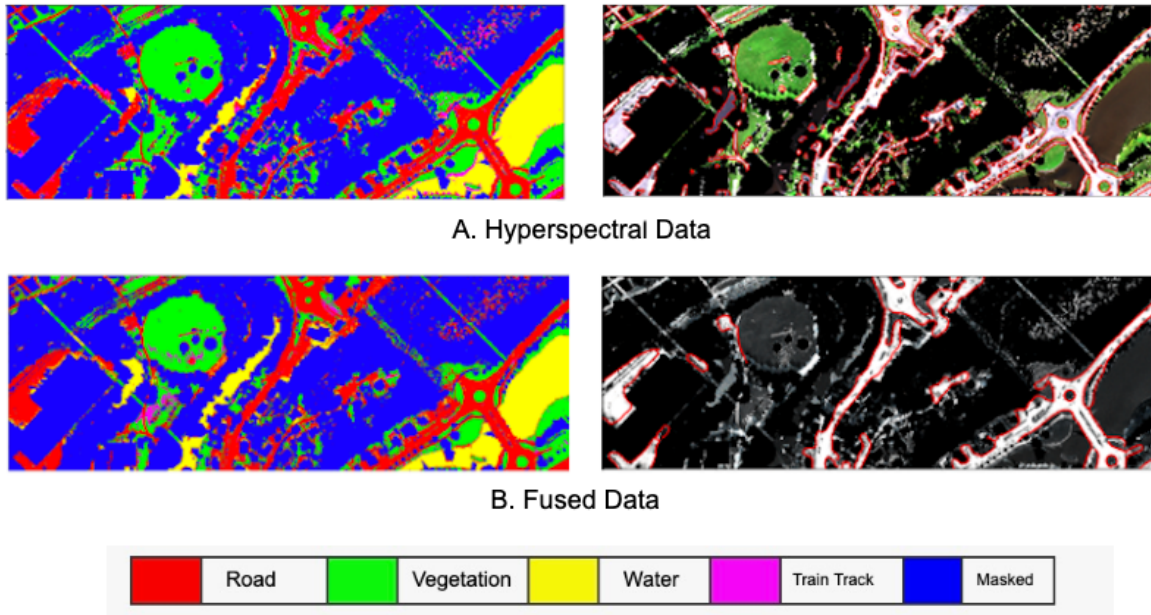 A. Hyperspectral Data
B. Fused Data
Road Vegetation Water Train Track Masked